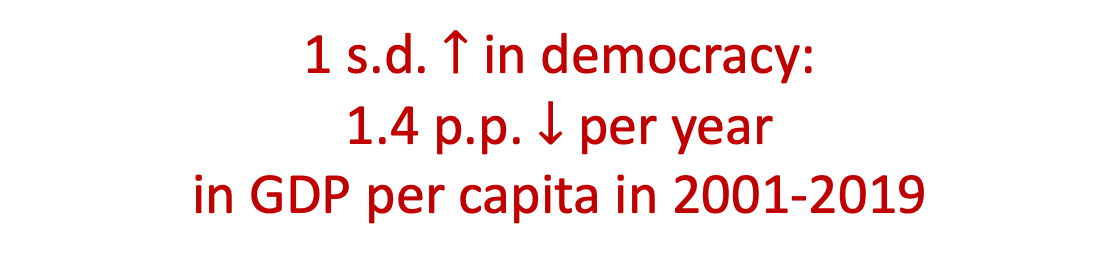 1 s.d. ↑ in democracy:
1.4 p.p. ↓ per year
in GDP per capita in 2001-2019